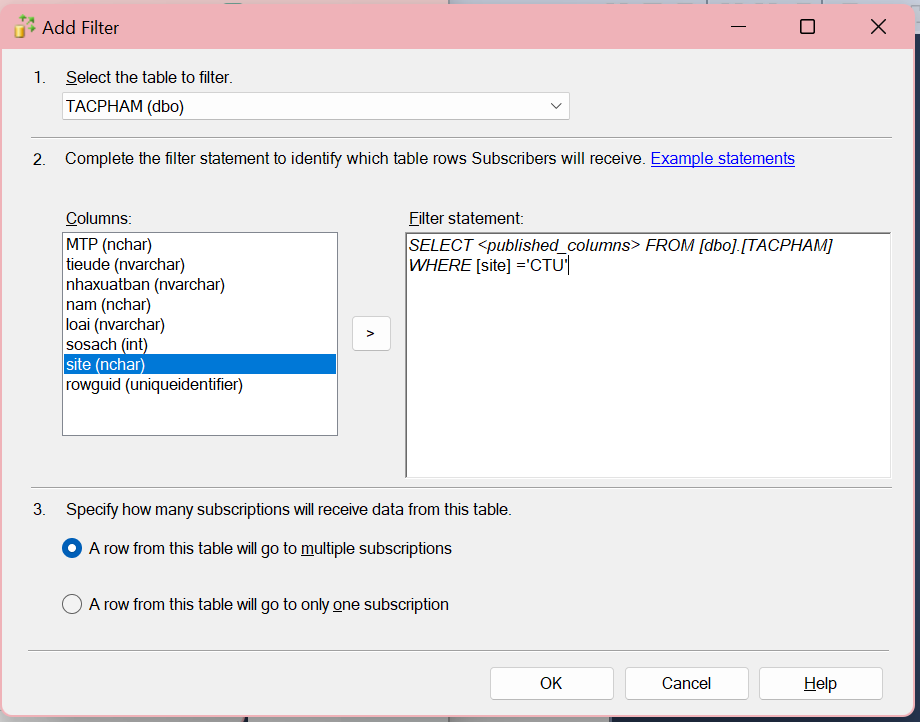 Add Filter
1. Select the table to filter.
TACPHAM (dbo)
2. Complete the filter statement to identify which table rows Subscribers will receive. Example statements
Columns:
MTP (nchar)
tieude (nvarchar)
nhaxuatban (nvarchar)
nam (nchar)
loai (nvarchar)
sosach (int)
site (nchar)
rowguid (uniqueidentifier)
>
Filter statement:
SELECT <published_columns> FROM [dbo].[TACPHAM]
WHERE [site] ='CTU'
3. Specify how many subscriptions will receive data from this table.
A row from this table will go to multiple subscriptions
A row from this table will go to only one subscription
OK Cancel Help